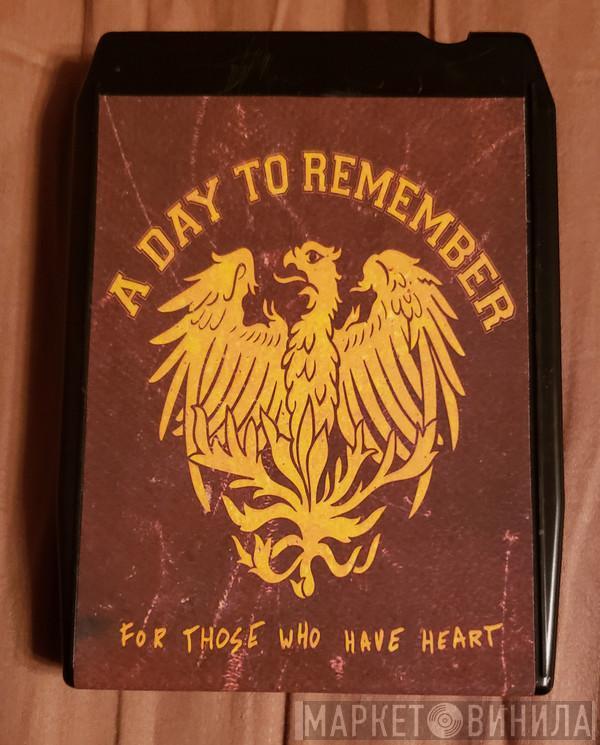 A DAY TO REMEMBER
FOR THOSE WHO HAVE HEART
МАРКЕТ ВИНИЛА